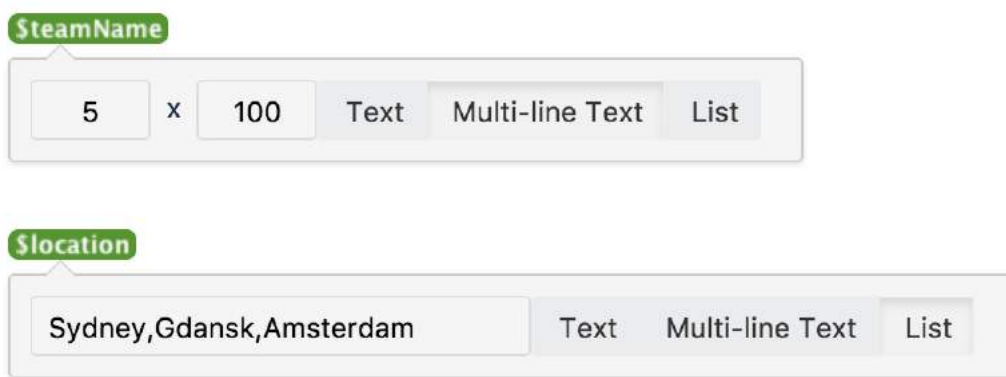 $teamName
5 x 100 Text Multi-line Text List
$location
Sydney,Gdansk,Amsterdam Text Multi-line Text List